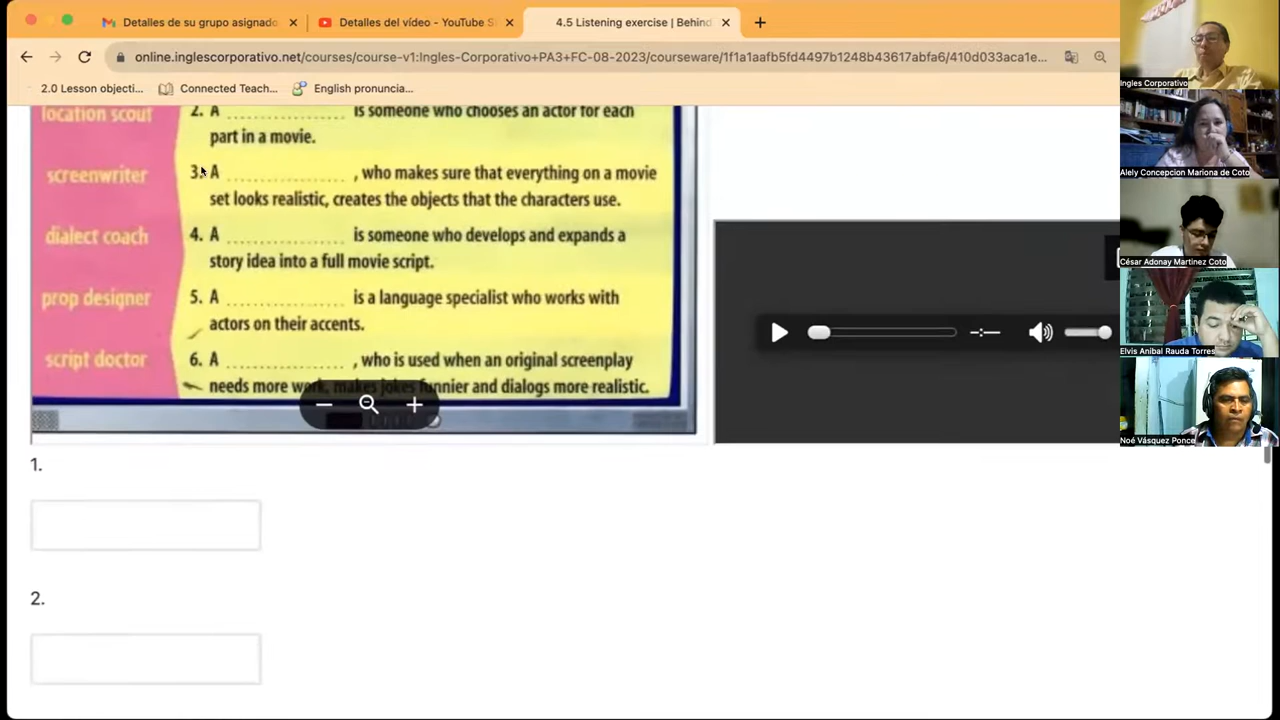 Detalles de su grupo asignado
Detalles del vídeo - YouTube S
4.5 Listening exercise | Behind
online.inglescorporativo.net/courses/course-v1:Ingles-Corporativo+PA3+FC-08-2023/courseware/1f1a1aafb5fd4497b1248b43617abfa6/410d033aca1e...
2.0 Lesson objecti...
Connected Teach...
English pronuncia...
location scout
screenwriter
dialect coach
prop designer
script doctor
2. A .................... is someone who chooses an actor for each
part in a movie.
3. A .................... , who makes sure that everything on a movie
set looks realistic, creates the objects that the characters use.
4. A .................... is someone who develops and expands a
story idea into a full movie script.
5. A .................... is a language specialist who works with
actors on their accents.
6. A .................... , who is used when an original screenplay
needs more work, makes jokes funnier and dialogs more realistic.
-:--
1.
2.
Ingles Corporativo
Alely Concepcion Mariona de Coto
César Adonay Martinez Coto
Elvis Anibal Rauda Torres
Noé Vásquez Ponce